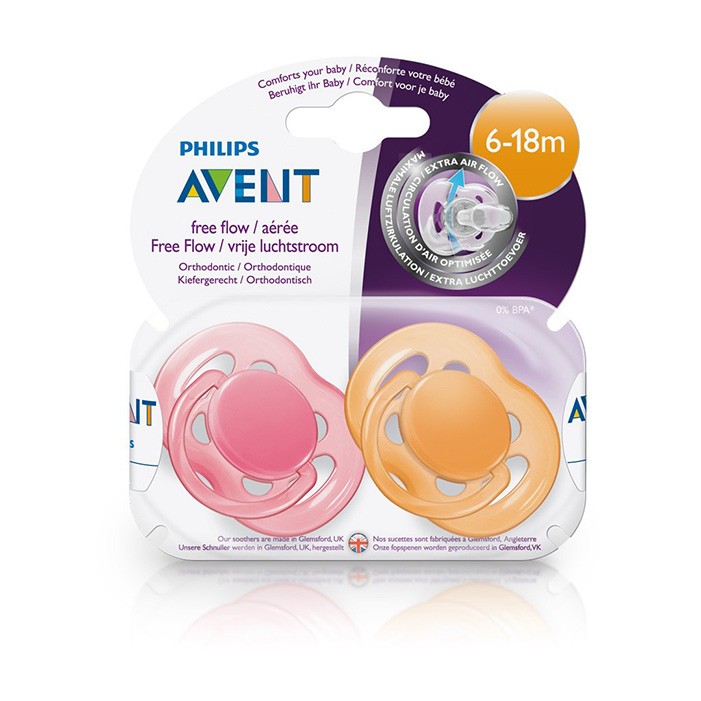 Comforts your baby / Réconforte votre bébé
Beruhigt ihr Baby / Comfort voor je baby
6-18m
PHILIPS
AVENT
free flow / aérée
Free Flow / vrije luchtstroom
Orthodontic / Orthodontique
Kiefergerecht / Orthodontisch
/ EXTRA AIR FLOW
/ CIRCULATION D'AIR OPTIMISÉE
MAXIMALE LUFTZIRKULATION / EXTRA LUCHTTOEVOER
0% BPA*
ENT
S
A
Our soothers are made in Glemsford, UK
Unsere Schnuller werden in Glemsford, UK, hergestellt
Nos sucettes sont fabriquées à Glemsford, Angleterre
Onze fopspenen worden geproduceerd in Glemsford,VK